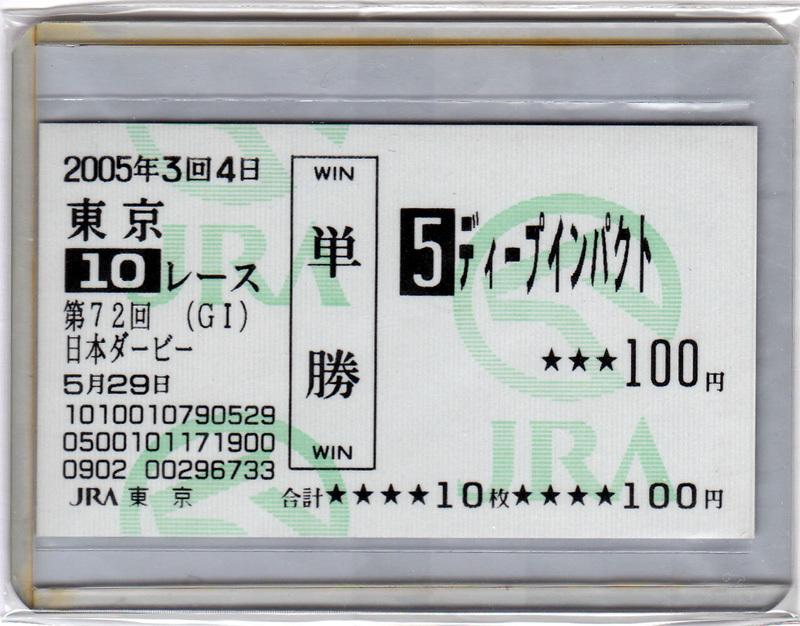 2005年3回4日
東京
10レース
第72回 (GI)
日本ダービー
5月29日
1010010790529
0500101171900
0902 00296733
JRA 東京
WIN
単勝
WIN
5 ディープインパクト
★★★100円
合計★★★★10枚★★★★100円
JRA
JRA